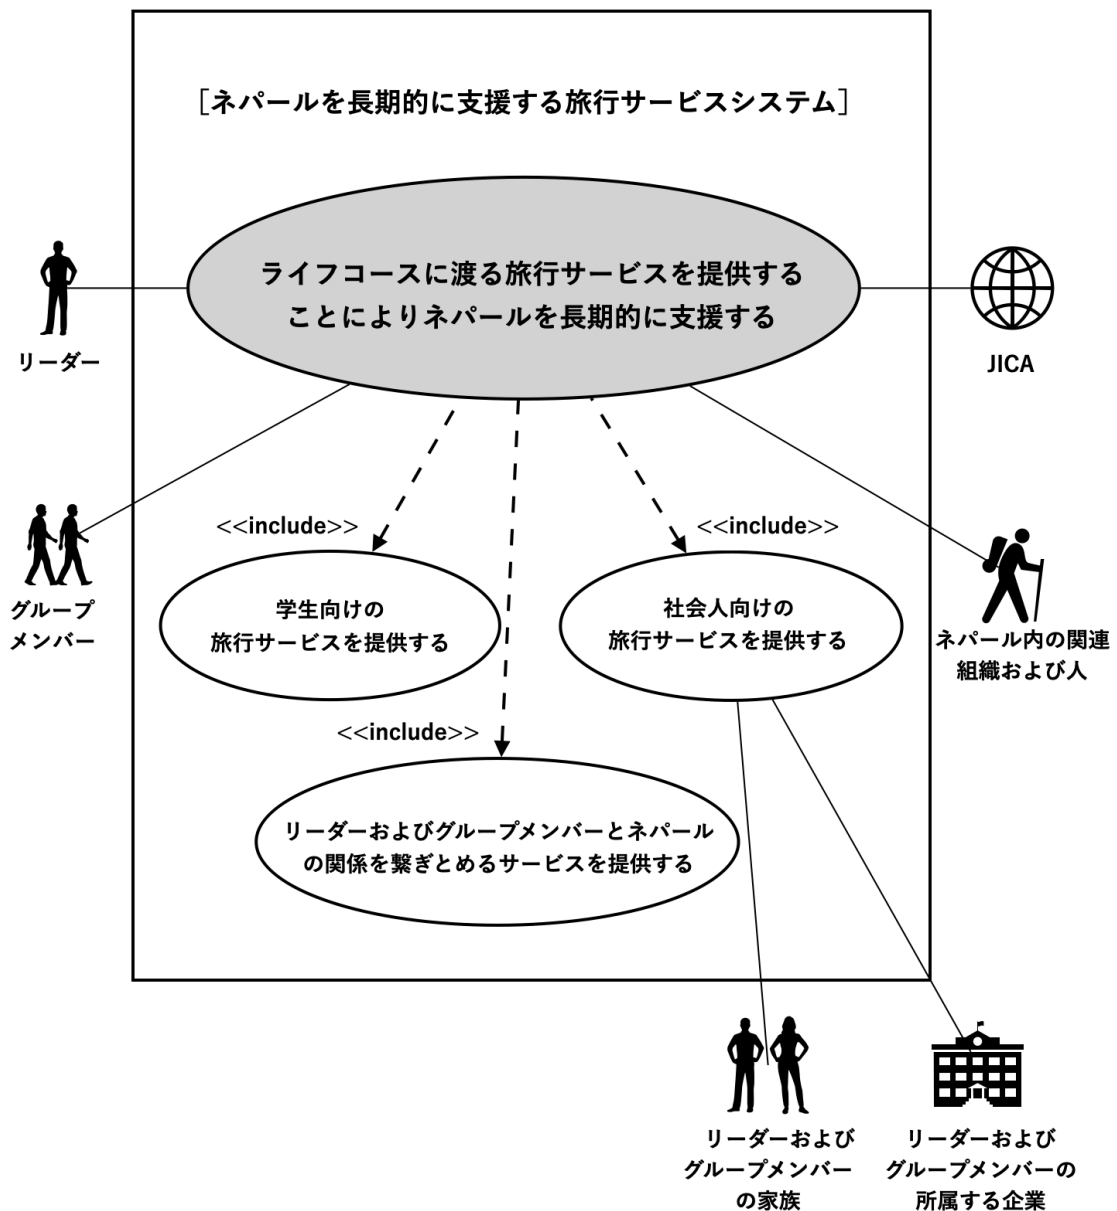 ［ネパールを長期的に支援する旅行サービスシステム］
ライフコースに渡る旅行サービスを提供する
ことによりネパールを長期的に支援する
リーダー
JICA
<<include>>
<<include>>
グループ
メンバー
学生向けの
旅行サービスを提供する
社会人向けの
旅行サービスを提供する
ネパール内の関連
組織および人
<<include>>
リーダーおよびグループメンバーとネパール
の関係を繋ぎとめるサービスを提供する
リーダーおよび
グループメンバー
の家族
リーダーおよび
グループメンバーの
所属する企業